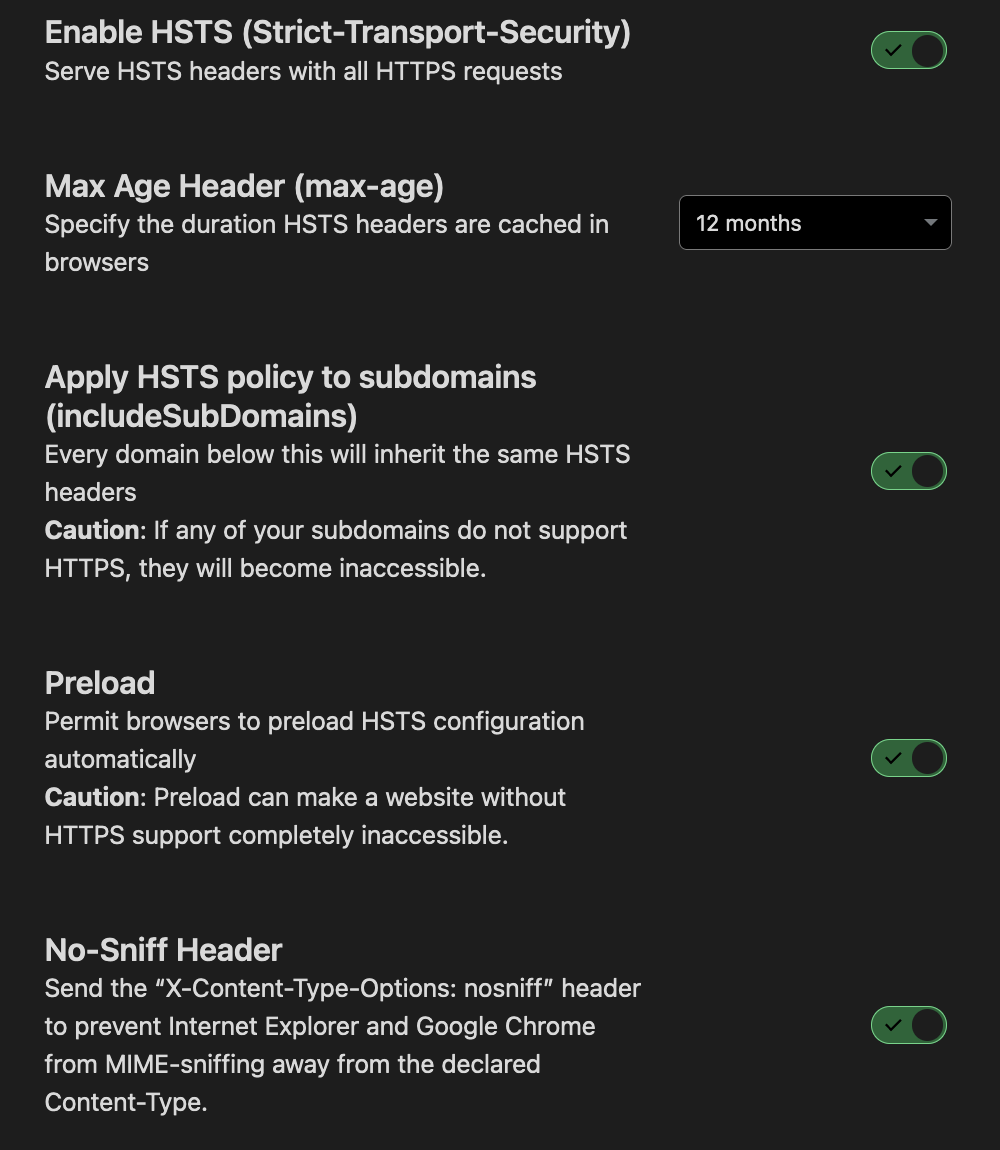 Enable HSTS (Strict-Transport-Security)
Serve HSTS headers with all HTTPS requests
Max Age Header (max-age)
Specify the duration HSTS headers are cached in
browsers
12 months
Apply HSTS policy to subdomains
(includeSubDomains)
Every domain below this will inherit the same HSTS
headers
Caution: If any of your subdomains do not support
HTTPS, they will become inaccessible.
Preload
Permit browsers to preload HSTS configuration
automatically
Caution: Preload can make a website without
HTTPS support completely inaccessible.
No-Sniff Header
Send the “X-Content-Type-Options: nosniff” header
to prevent Internet Explorer and Google Chrome
from MIME-sniffing away from the declared
Content-Type.